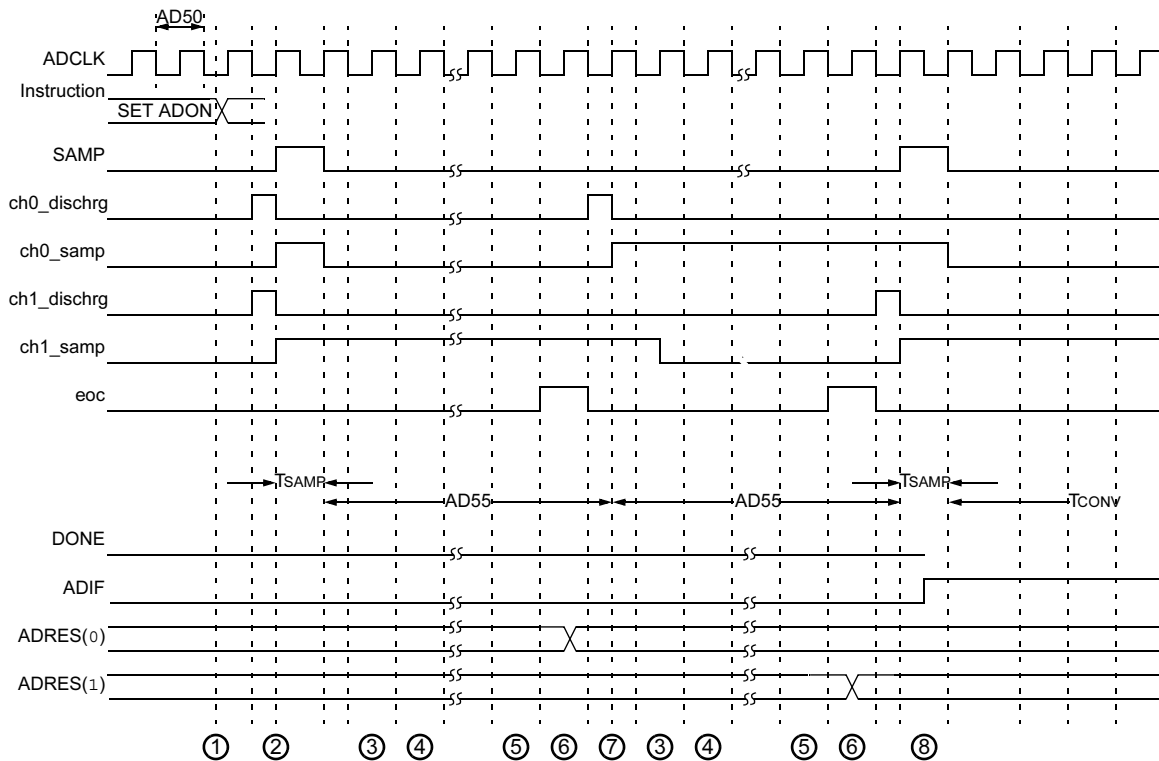 AD50
ADCLK
Instruction
SET ADON
SAMP
ch0_dischrg
ch0_samp
ch1_dischrg
ch1_samp
eoc
TSAMP TSAMP
AD55 AD55 TCONV
DONE
ADIF
ADRES(0)
ADRES(1)
① ② ③ ④ ⑤ ⑥ ⑦ ③ ④ ⑤ ⑥ ⑧